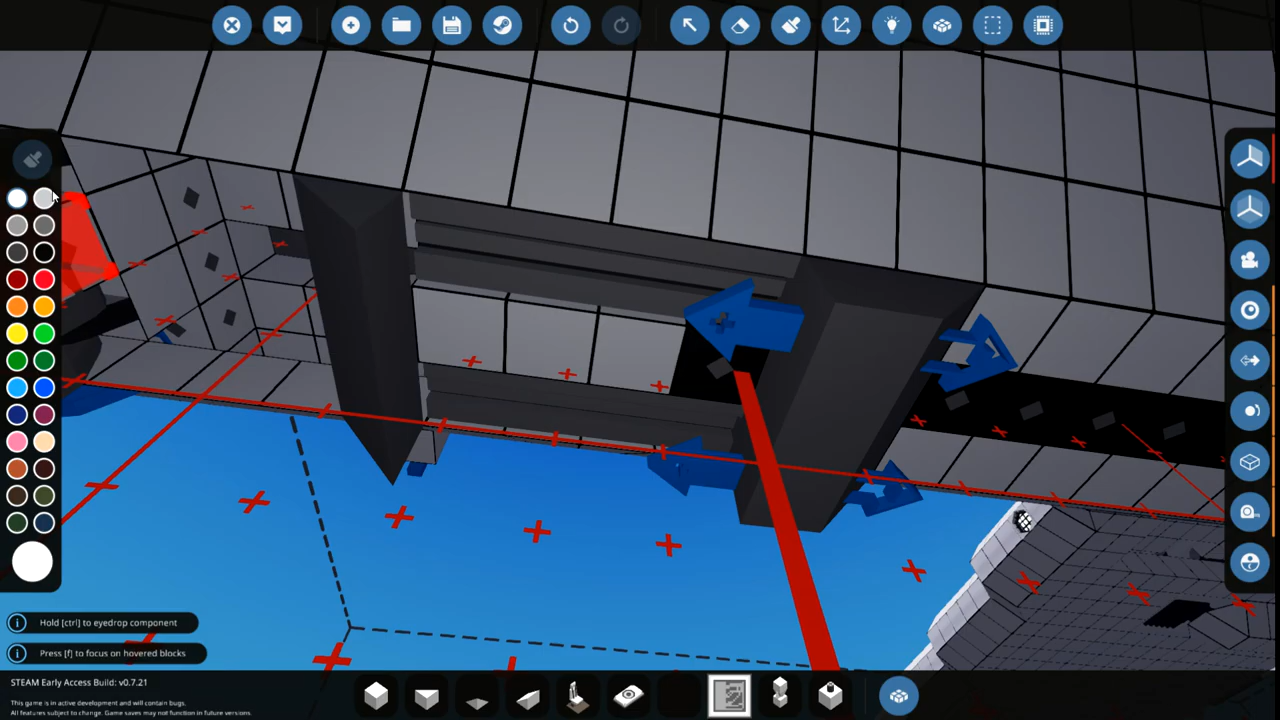 Hold [ctrl] to eyedrop component
Press [f] to focus on hovered blocks
STEAM Early Access Build: v0.7.21
This game is in active development and will contain bugs.
All features subject to change. Game saves may not function in future versions.